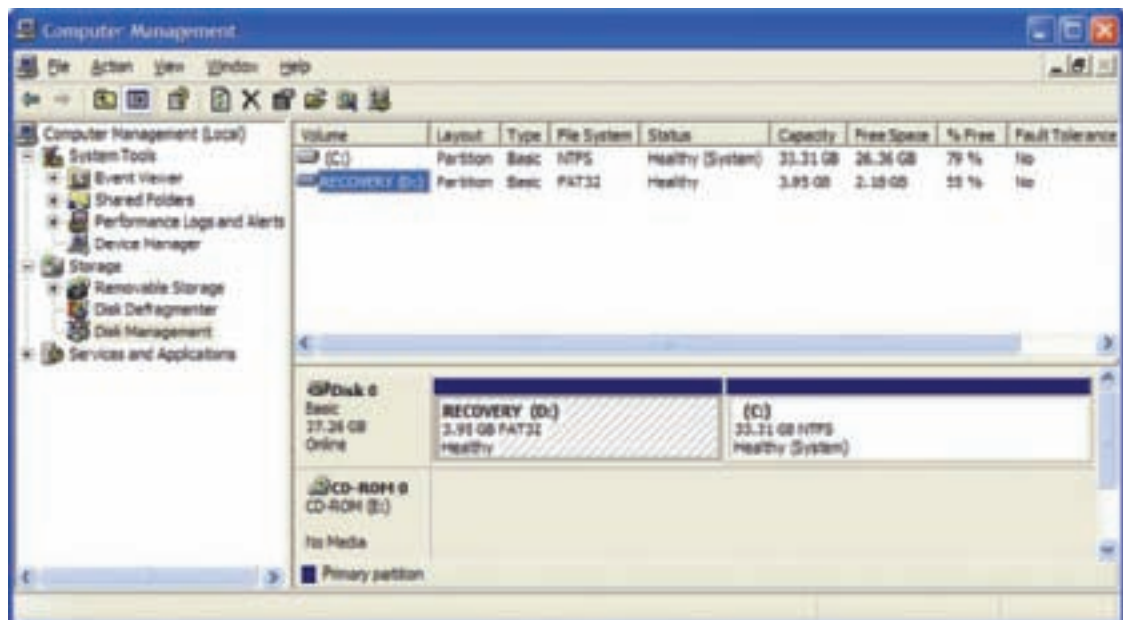 Computer Management
File Action View Window Help
Computer Management (Local)
System Tools
Event Viewer
Shared Folders
Performance Logs and Alerts
Device Manager
Storage
Removable Storage
Disk Defragmenter
Disk Management
Services and Applications
Volume Layout Type File System Status Capacity Free Space % Free Fault Tolerance
(C:) Partition Basic NTFS Healthy (System) 33.31 GB 26.36 GB 79 % No
RECOVERY (D:) Partition Basic FAT32 Healthy 3.95 GB 2.18 GB 55 % No
Disk 0
Basic
37.26 GB
Online
RECOVERY (D:)
3.95 GB FAT32
Healthy
(C:)
33.31 GB NTFS
Healthy (System)
CD-ROM 0
CD-ROM (E:)
No Media
Primary partition